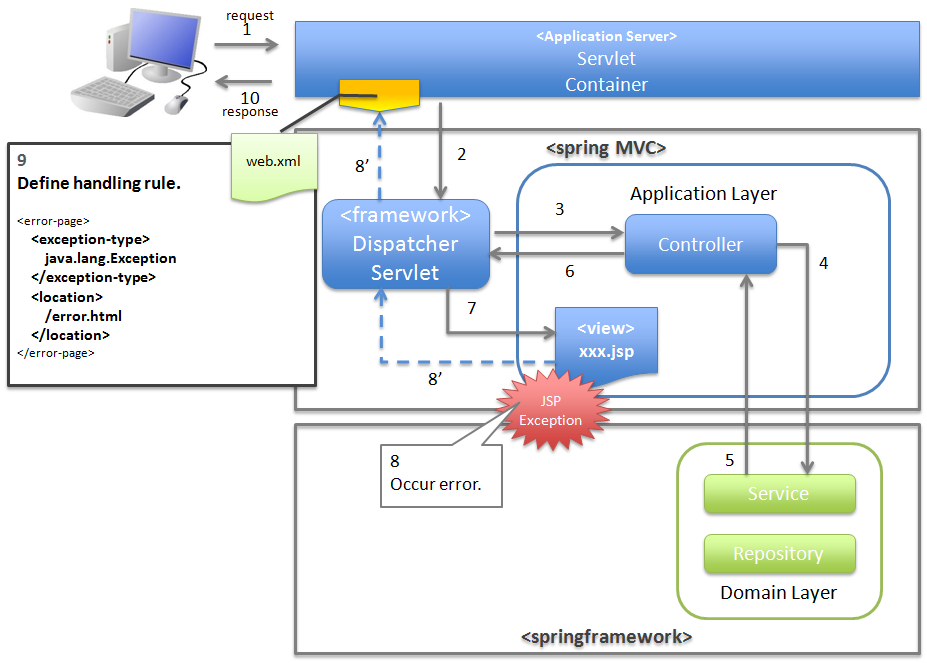 request
1
10
response
<Application Server>
Servlet
Container
9
Define handling rule.
<error-page>
<exception-type>
java.lang.Exception
</exception-type>
<location>
/error.html
</location>
</error-page>
web.xml
8’
2
<spring MVC>
<framework>
Dispatcher
Servlet
3
6
Application Layer
Controller
4
7
<view>
xxx.jsp
8’
JSP
Exception
8
Occur error.
5
Service
Repository
Domain Layer
<springframework>